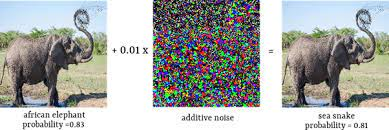 + 0.01 x
=
african elephant
probability =0.83
additive noise
sea snake
probability = 0.81